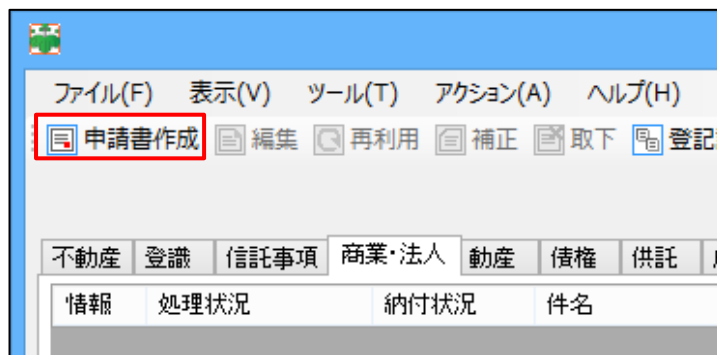 ファイル(F) 表示(V) ツール(T) アクション(A) ヘルプ(H)
申請書作成 編集 再利用 補正 取下 登記
不動産 登識 信託事項 商業・法人 動産 債権 供託
情報 処理状況 納付状況 件名